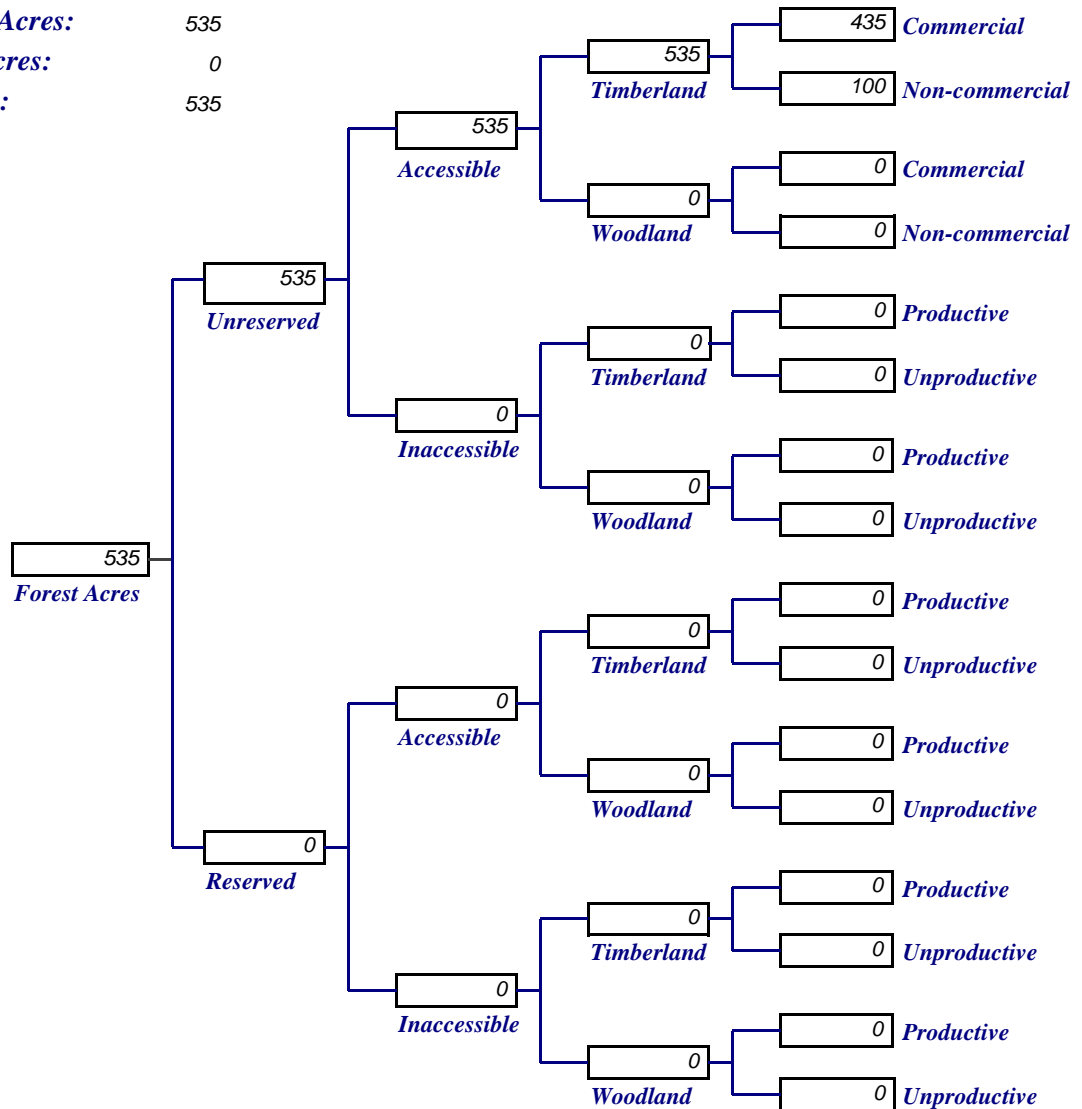 Acres: 535
cres: 0
: 535
435 Commercial
535
Timberland
100 Non-commercial
535
Accessible
0 Commercial
0
Woodland
0 Non-commercial
535
Unreserved
0 Productive
0
Timberland
0 Unproductive
0
Inaccessible
0 Productive
0
Woodland
0 Unproductive
535
Forest Acres
0 Productive
0
Timberland
0 Unproductive
0
Accessible
0 Productive
0
Woodland
0 Unproductive
0
Reserved
0 Productive
0
Timberland
0 Unproductive
0
Inaccessible
0 Productive
0
Woodland
0 Unproductive